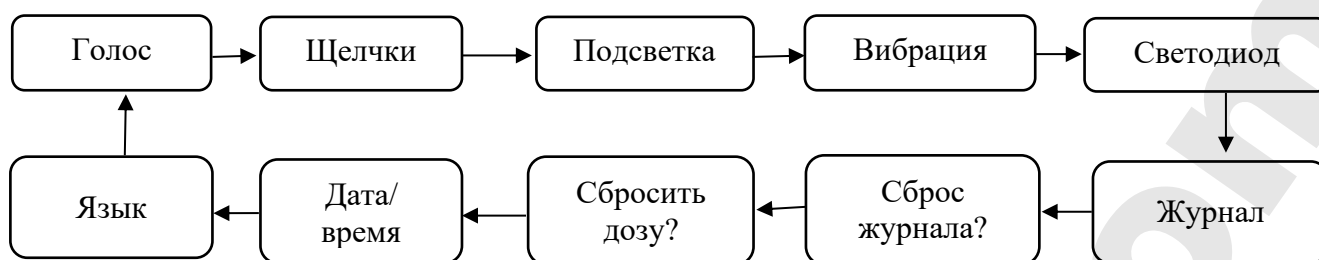 Голос
Щелчки
Подсветка
Вибрация
Светодиод
Язык
Дата/
время
Сбросить
дозу?
Сброс
журнала?
Журнал